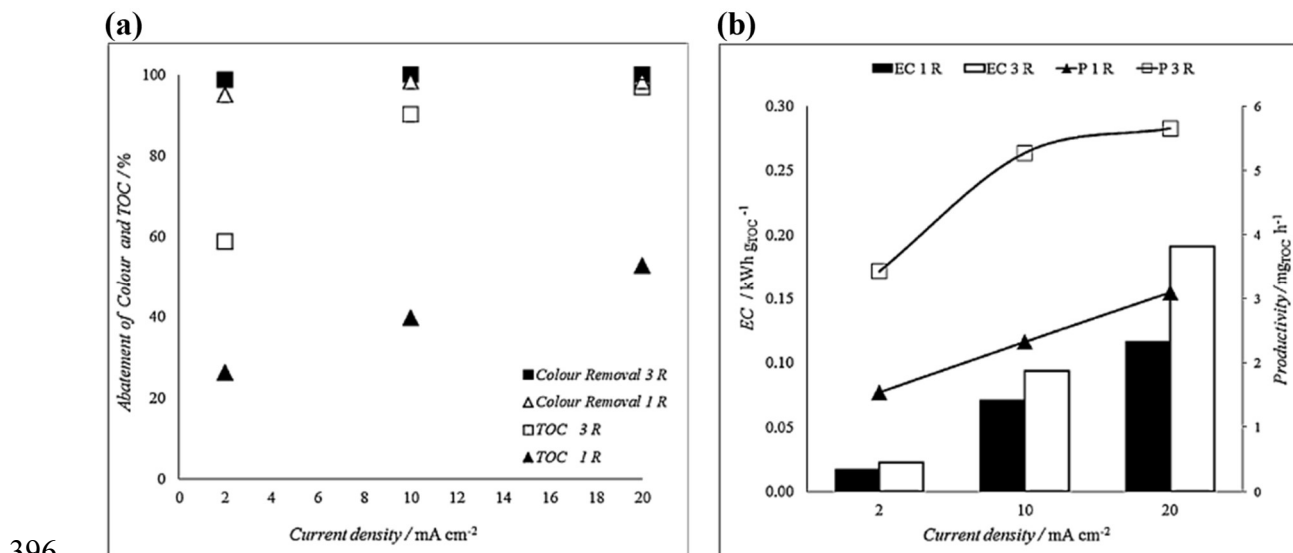 (a)
Abatement of Colour and TOC / %
100
80
60
40
20
0
0 2 4 6 8 10 12 14 16 18 20
Current density / mA cm⁻²
Colour Removal 3 R
Colour Removal 1 R
TOC 3 R
TOC 1 R
(b)
EC 1 R EC 3 R P 1 R P 3 R
EC / kWh gTOC⁻¹
0.30
0.25
0.20
0.15
0.10
0.05
0.00
6
5
4
3
2
1
0
Productivity / mgTOC h⁻¹
2 10 20
Current density / mA cm⁻²
396